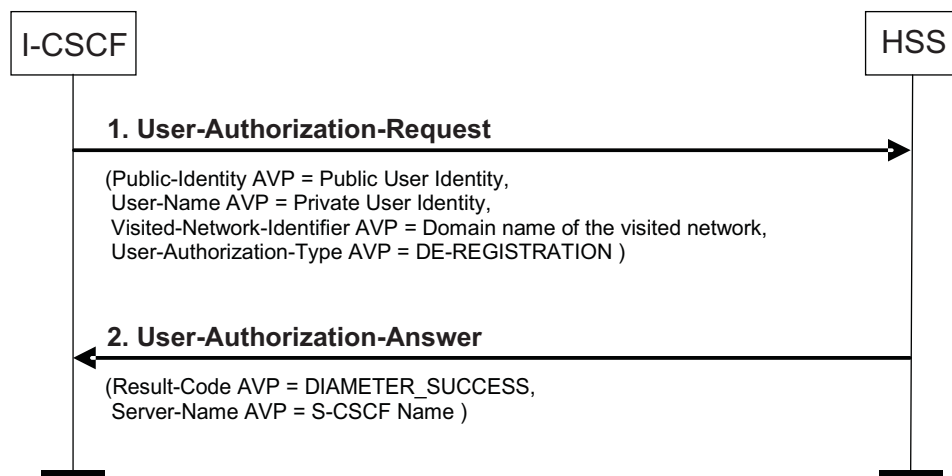 I-CSCF
HSS
1. User-Authorization-Request
(Public-Identity AVP = Public User Identity,
User-Name AVP = Private User Identity,
Visited-Network-Identifier AVP = Domain name of the visited network,
User-Authorization-Type AVP = DE-REGISTRATION )
2. User-Authorization-Answer
(Result-Code AVP = DIAMETER_SUCCESS,
Server-Name AVP = S-CSCF Name )